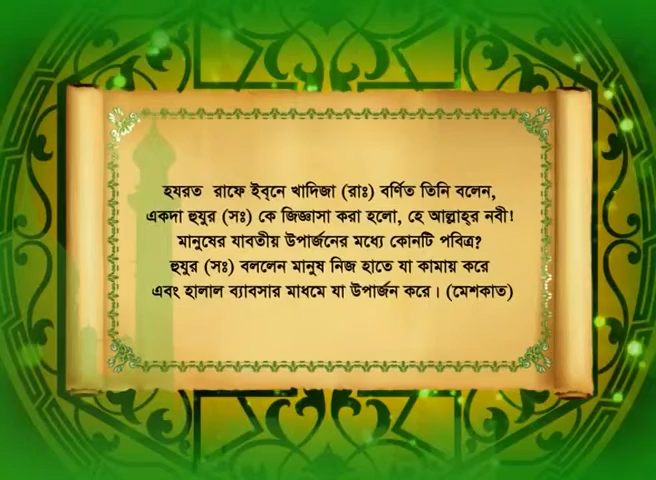 হযরত রাফে ইব্‌নে খাদিজা (রাঃ) বর্ণিত তিনি বলেন,
একদা হুযুর (সঃ) কে জিজ্ঞাসা করা হলো, হে আল্লাহ্‌র নবী!
মানুষের যাবতীয় উপার্জনের মধ্যে কোনটি পবিত্র?
হুযুর (সঃ) বললেন মানুষ নিজ হাতে যা কামায় করে
এবং হালাল ব্যাবসার মাধমে যা উপার্জন করে। (মেশকাত)